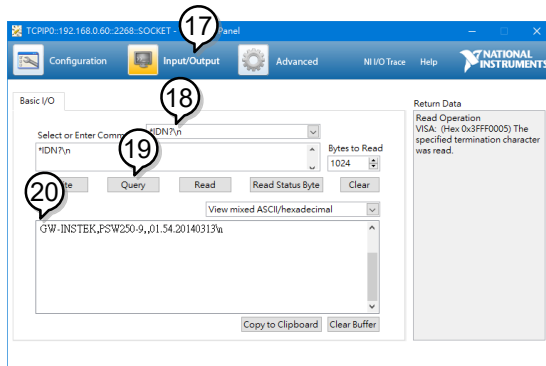 TCPIP0::192.168.0.60::2268::SOCKET - Panel
17
Configuration
Input/Output
Advanced
NI I/O Trace
Help
NATIONAL
INSTRUMENTS
Basic I/O
18
Select or Enter Comm
*IDN?\n
*IDN?\n
19
Bytes to Read
1024
20
Query
Read
Read Status Byte
Clear
View mixed ASCII/hexadecimal
GW-INSTEK,PSW250-9,,01.54.20140313\n
Copy to Clipboard
Clear Buffer
Return Data
Read Operation
VISA: (Hex 0x3FFF0005) The
specified termination character
was read.